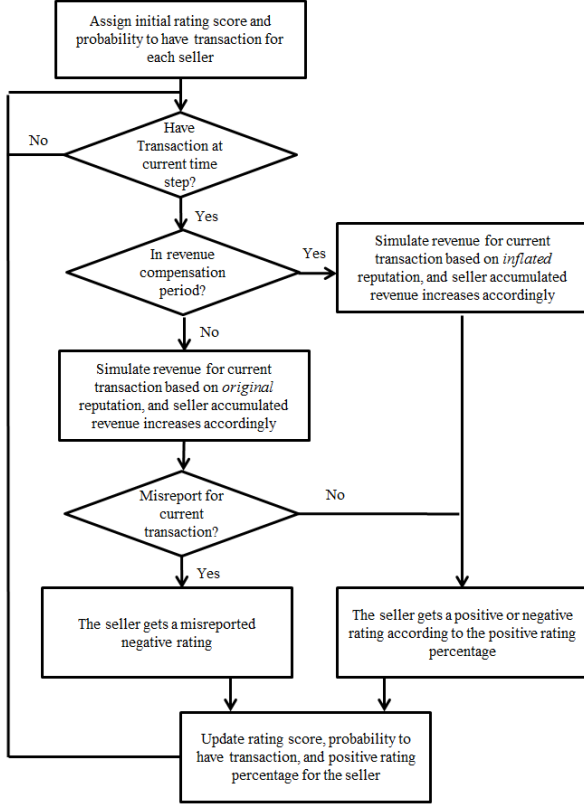 Assign initial rating score and
probability to have transaction for
each seller
No
Have
Transaction at
current time
step?
Yes
In revenue
compensation
period?
Yes
Simulate revenue for current
transaction based on inflated
reputation, and seller accumulated
revenue increases accordingly
No
Simulate revenue for current
transaction based on original
reputation, and seller accumulated
revenue increases accordingly
Misreport for
current
transaction?
No
Yes
The seller gets a misreported
negative rating
The seller gets a positive or negative
rating according to the positive rating
percentage
Update rating score, probability to
have transaction, and positive rating
percentage for the seller